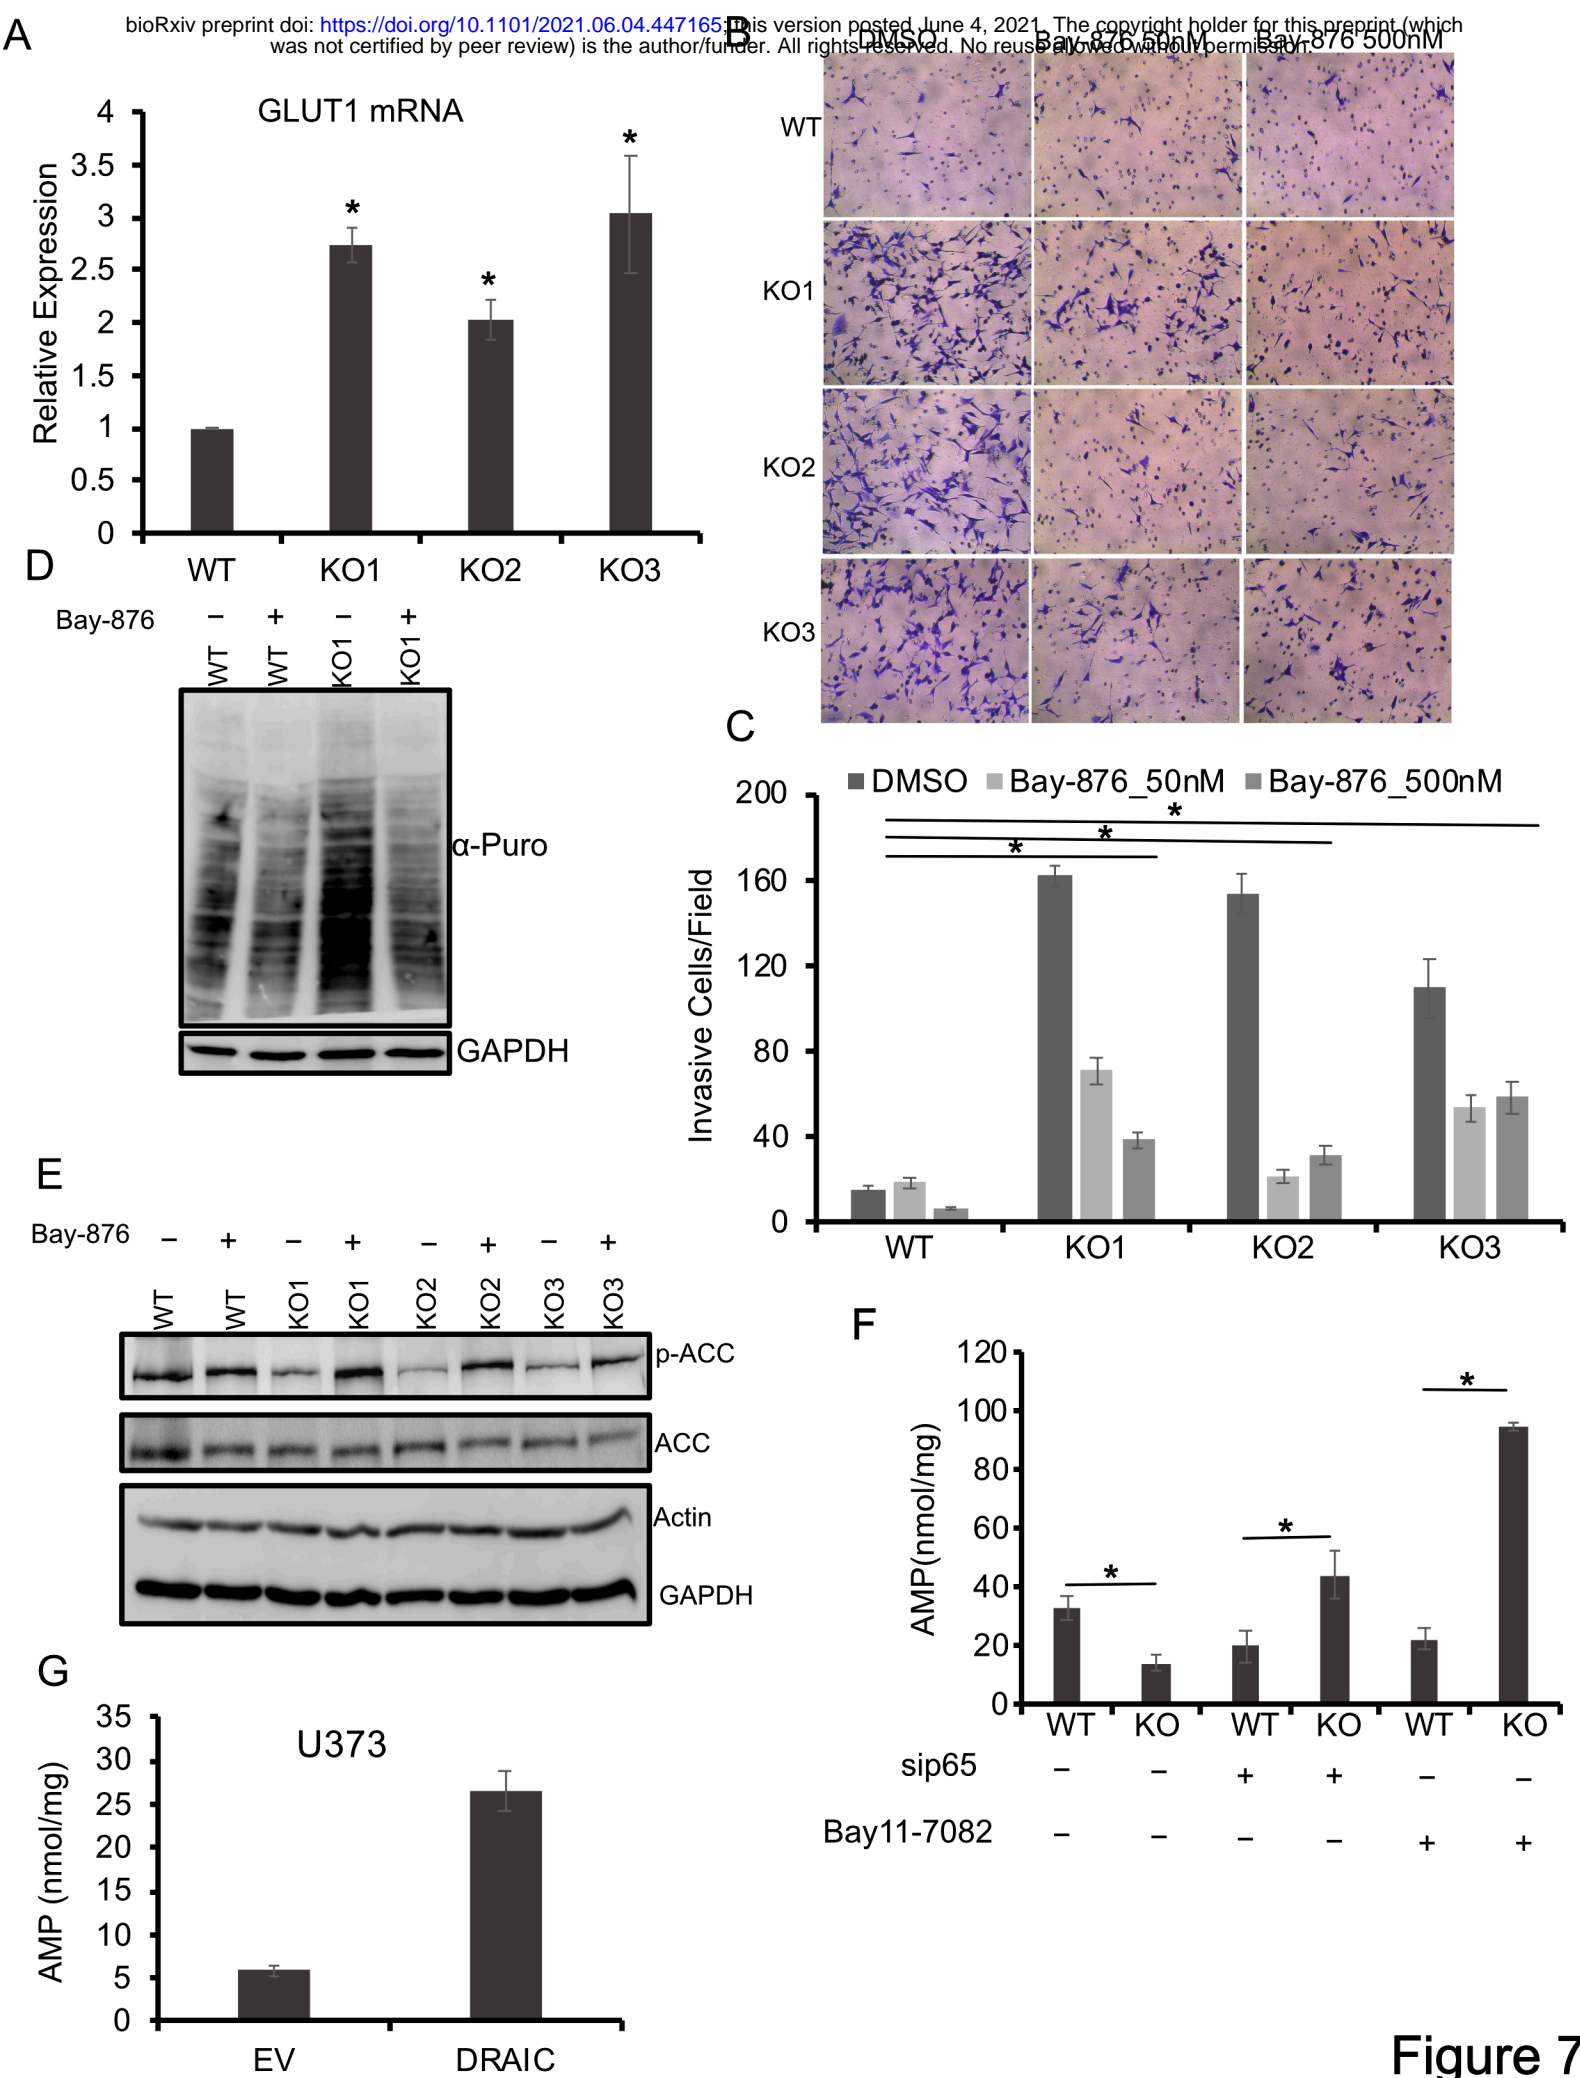 bioRxiv preprint doi: https://doi.org/10.1101/2021.06.04.447165; this version posted June 4, 2021. The copyright holder for this preprint (which
was not certified by peer review) is the author/funder. All rights reserved. No reuse allowed without permission.
A
GLUT1 mRNA
Relative Expression
4
3.5
3
2.5
2
1.5
1
0.5
0
*
*
*
WT KO1 KO2 KO3
B
DMSO Bay-876 50nM Bay-876 500nM
WT
KO1
KO2
KO3
C
DMSO Bay-876_50nM Bay-876_500nM
Invasive Cells/Field
200
160
120
80
40
0
*
*
*
WT KO1 KO2 KO3
D
Bay-876 – + – +
WT WT KO1 KO1
α-Puro
GAPDH
E
Bay-876 – + – + – + – +
WT WT KO1 KO1 KO2 KO2 KO3 KO3
p-ACC
ACC
Actin
GAPDH
F
AMP(nmol/mg)
120
100
80
60
40
20
0
*
*
*
WT KO WT KO WT KO
sip65 – – + + – –
Bay11-7082 – – – – + +
G
U373
AMP (nmol/mg)
35
30
25
20
15
10
5
0
EV DRAIC
Figure 7